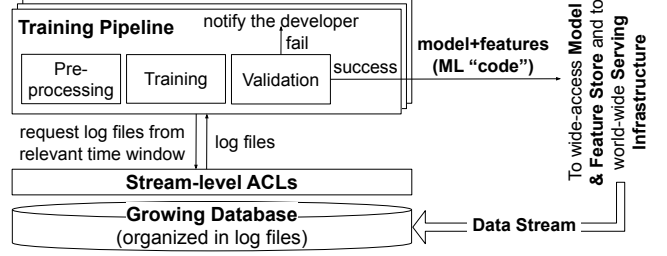 Training Pipeline
notify the developer
fail
Pre-
processing
Training
Validation
success
model+features
(ML “code”)
To wide-access Model
& Feature Store and to
world-wide Serving
Infrastructure
request log files from
relevant time window
log files
Stream-level ACLs
Growing Database
(organized in log files)
Data Stream